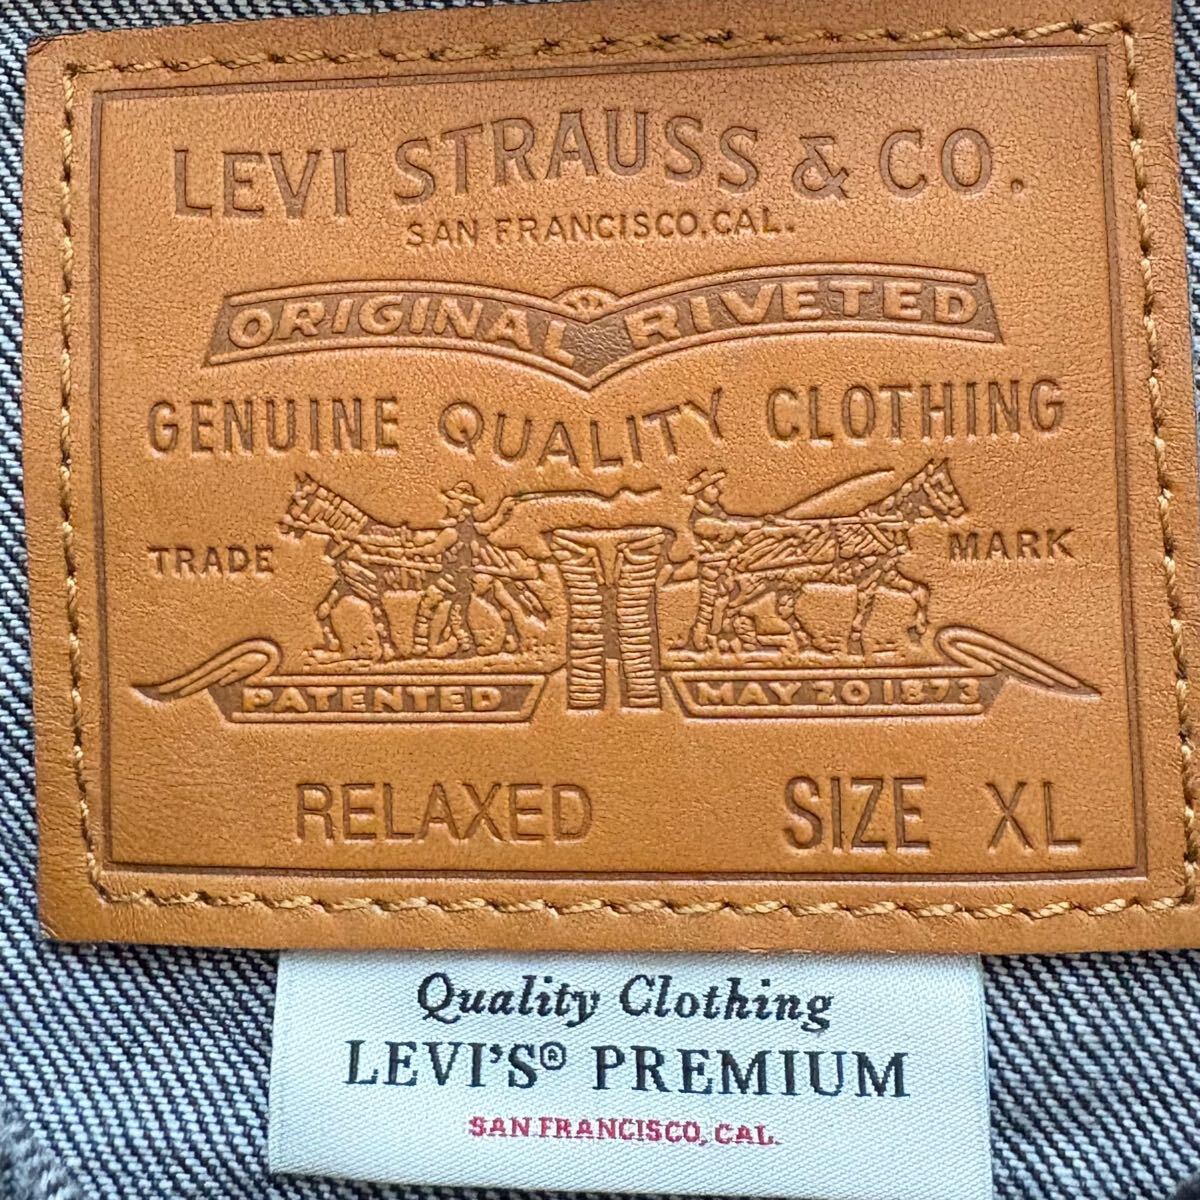 LEVI STRAUSS & CO.
SAN FRANCISCO, CAL.
ORIGINAL RIVETED
GENUINE QUALITY CLOTHING
TRADE MARK
PATENTED MAY 20 1873
RELAXED SIZE XL
Quality Clothing
LEVI'S® PREMIUM
SAN FRANCISCO, CAL.